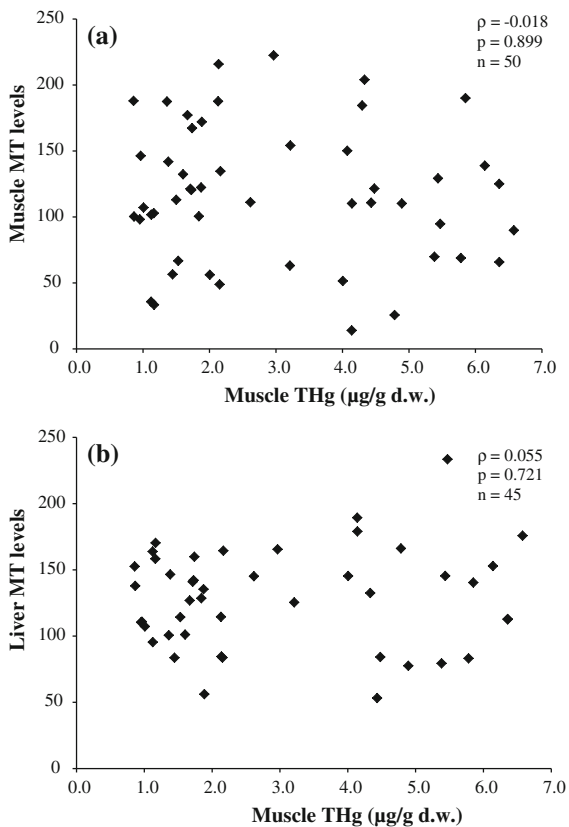 (a)
ρ = -0.018
p = 0.899
n = 50
Muscle MT levels
250
200
150
100
50
0
0.0 1.0 2.0 3.0 4.0 5.0 6.0 7.0
Muscle THg (µg/g d.w.)
(b)
ρ = 0.055
p = 0.721
n = 45
Liver MT levels
250
200
150
100
50
0
0.0 1.0 2.0 3.0 4.0 5.0 6.0 7.0
Muscle THg (µg/g d.w.)